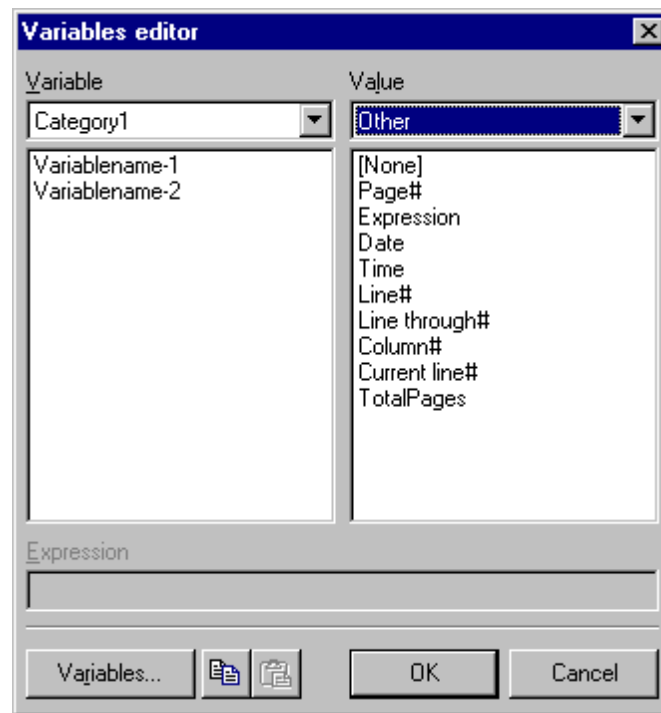 Variables editor
Variable
Value
Category1
Other
Variablename-1
Variablename-2
[None]
Page#
Expression
Date
Time
Line#
Line through#
Column#
Current line#
TotalPages
Expression
Variables...
OK
Cancel